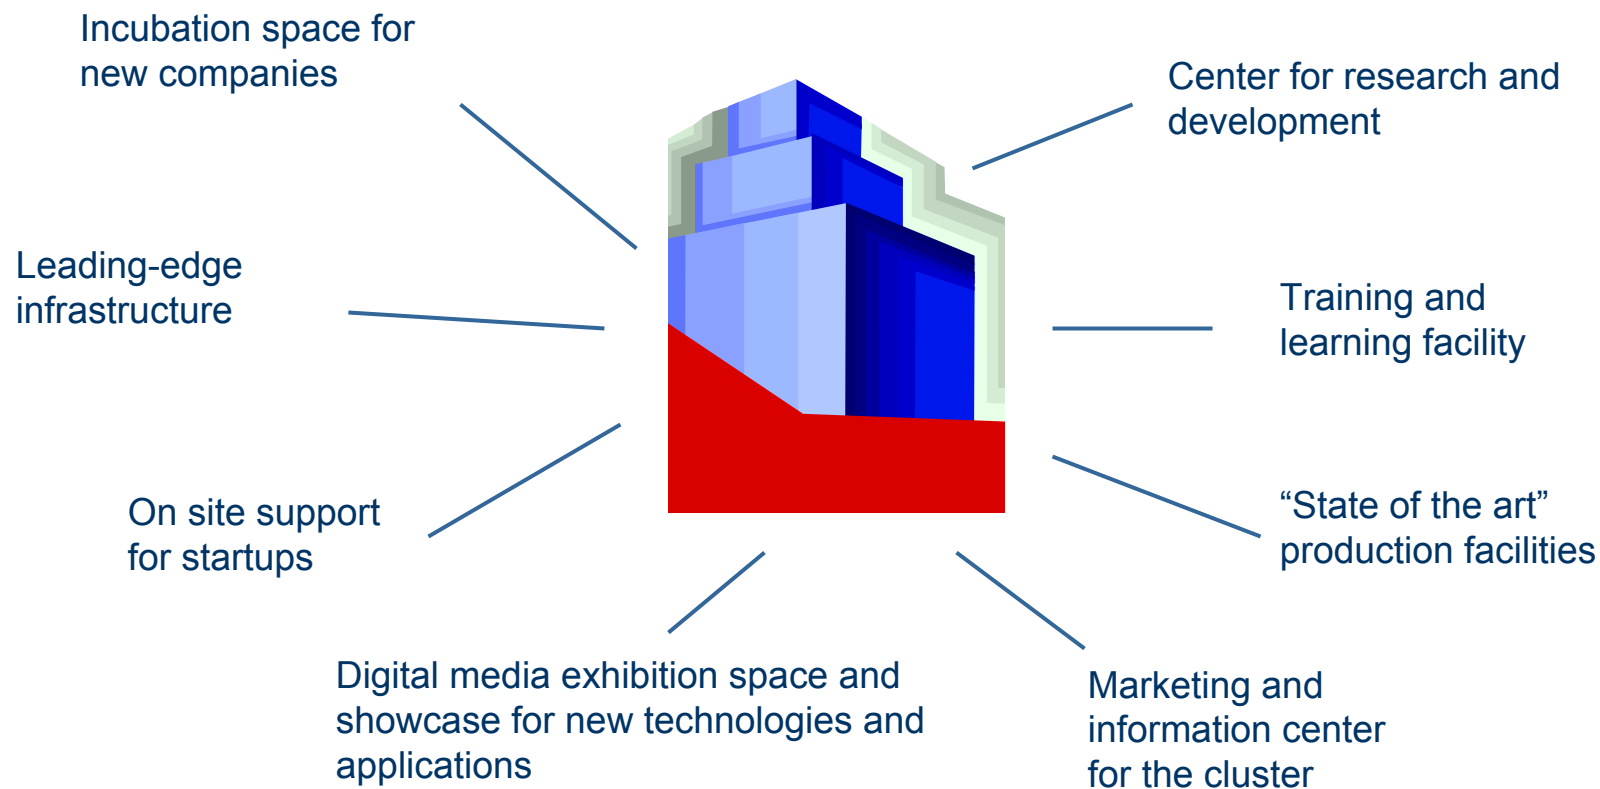 Incubation space for
new companies
Center for research and
development
Leading-edge
infrastructure
Training and
learning facility
On site support
for startups
“State of the art”
production facilities
Digital media exhibition space and
showcase for new technologies and
applications
Marketing and
information center
for the cluster